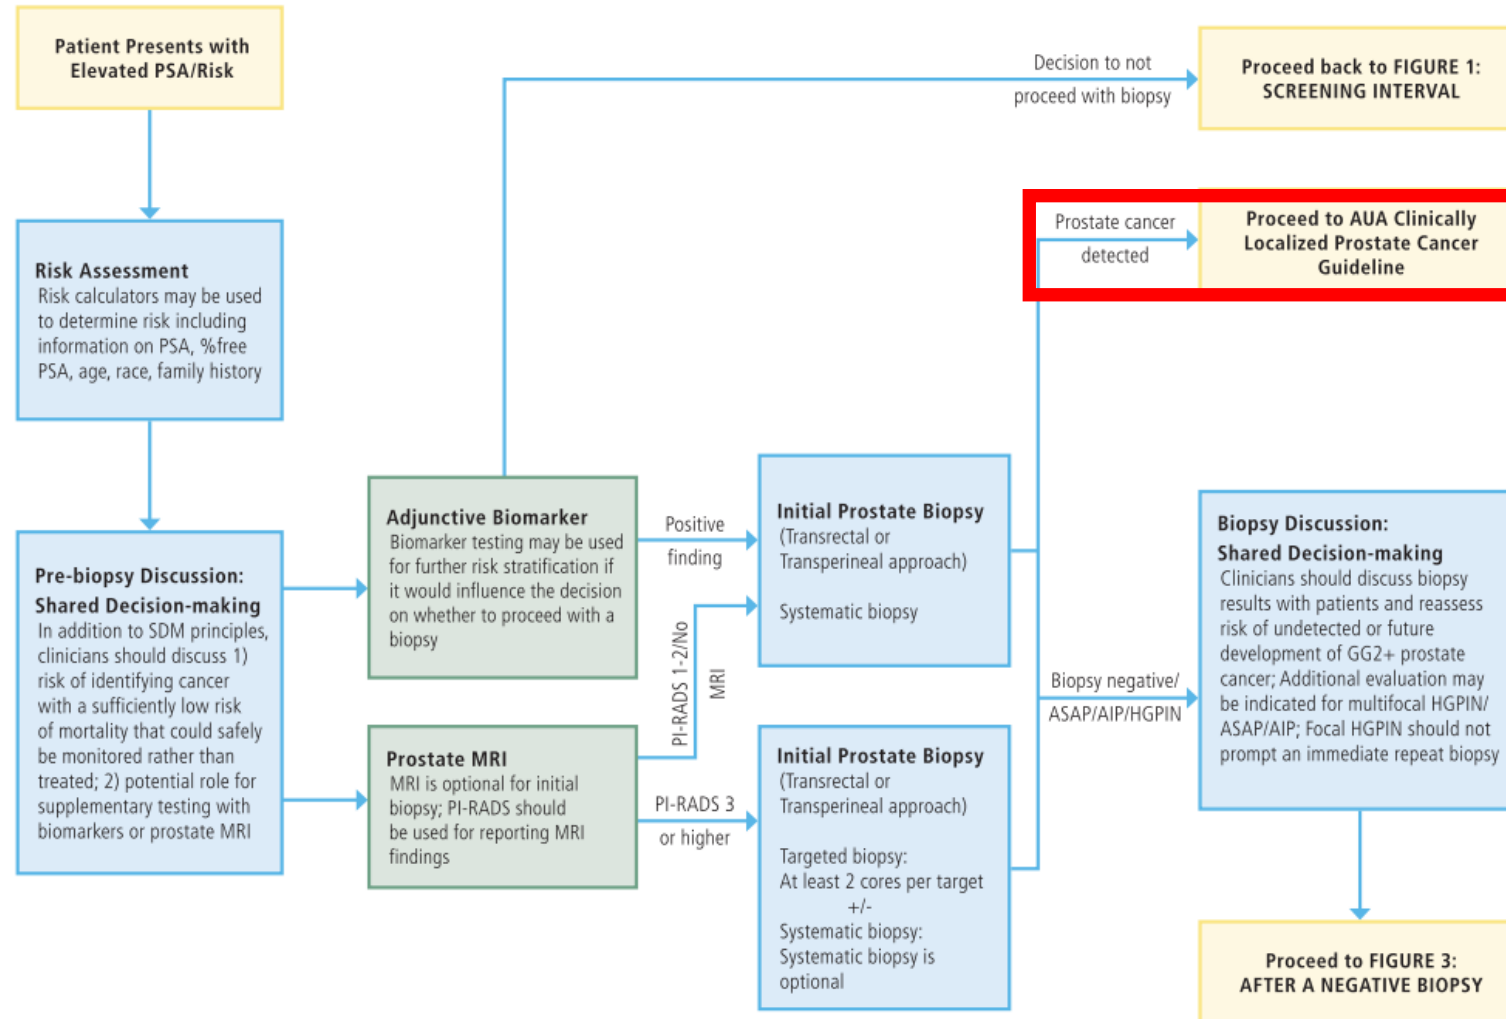 Patient Presents with
Elevated PSA/Risk
Decision to not
proceed with biopsy
Proceed back to FIGURE 1:
SCREENING INTERVAL
Prostate cancer
detected
Proceed to AUA Clinically
Localized Prostate Cancer
Guideline
Risk Assessment
Risk calculators may be used
to determine risk including
information on PSA, %free
PSA, age, race, family history
Pre-biopsy Discussion:
Shared Decision-making
In addition to SDM principles,
clinicians should discuss 1)
risk of identifying cancer
with a sufficiently low risk
of mortality that could safely
be monitored rather than
treated; 2) potential role for
supplementary testing with
biomarkers or prostate MRI
Adjunctive Biomarker
Biomarker testing may be used
for further risk stratification if
it would influence the decision
on whether to proceed with a
biopsy
Positive
finding
Prostate MRI
MRI is optional for initial
biopsy; PI-RADS should
be used for reporting MRI
findings
PI-RADS 1-2/No
MRI
PI-RADS 3
or higher
Initial Prostate Biopsy
(Transrectal or
Transperineal approach)
Systematic biopsy
Initial Prostate Biopsy
(Transrectal or
Transperineal approach)
Targeted biopsy:
At least 2 cores per target
+/-
Systematic biopsy:
Systematic biopsy is
optional
Biopsy negative/
ASAP/AIP/HGPIN
Biopsy Discussion:
Shared Decision-making
Clinicians should discuss biopsy
results with patients and reassess
risk of undetected or future
development of GG2+ prostate
cancer; Additional evaluation may
be indicated for multifocal HGPIN/
ASAP/AIP; Focal HGPIN should not
prompt an immediate repeat biopsy
Proceed to FIGURE 3:
AFTER A NEGATIVE BIOPSY